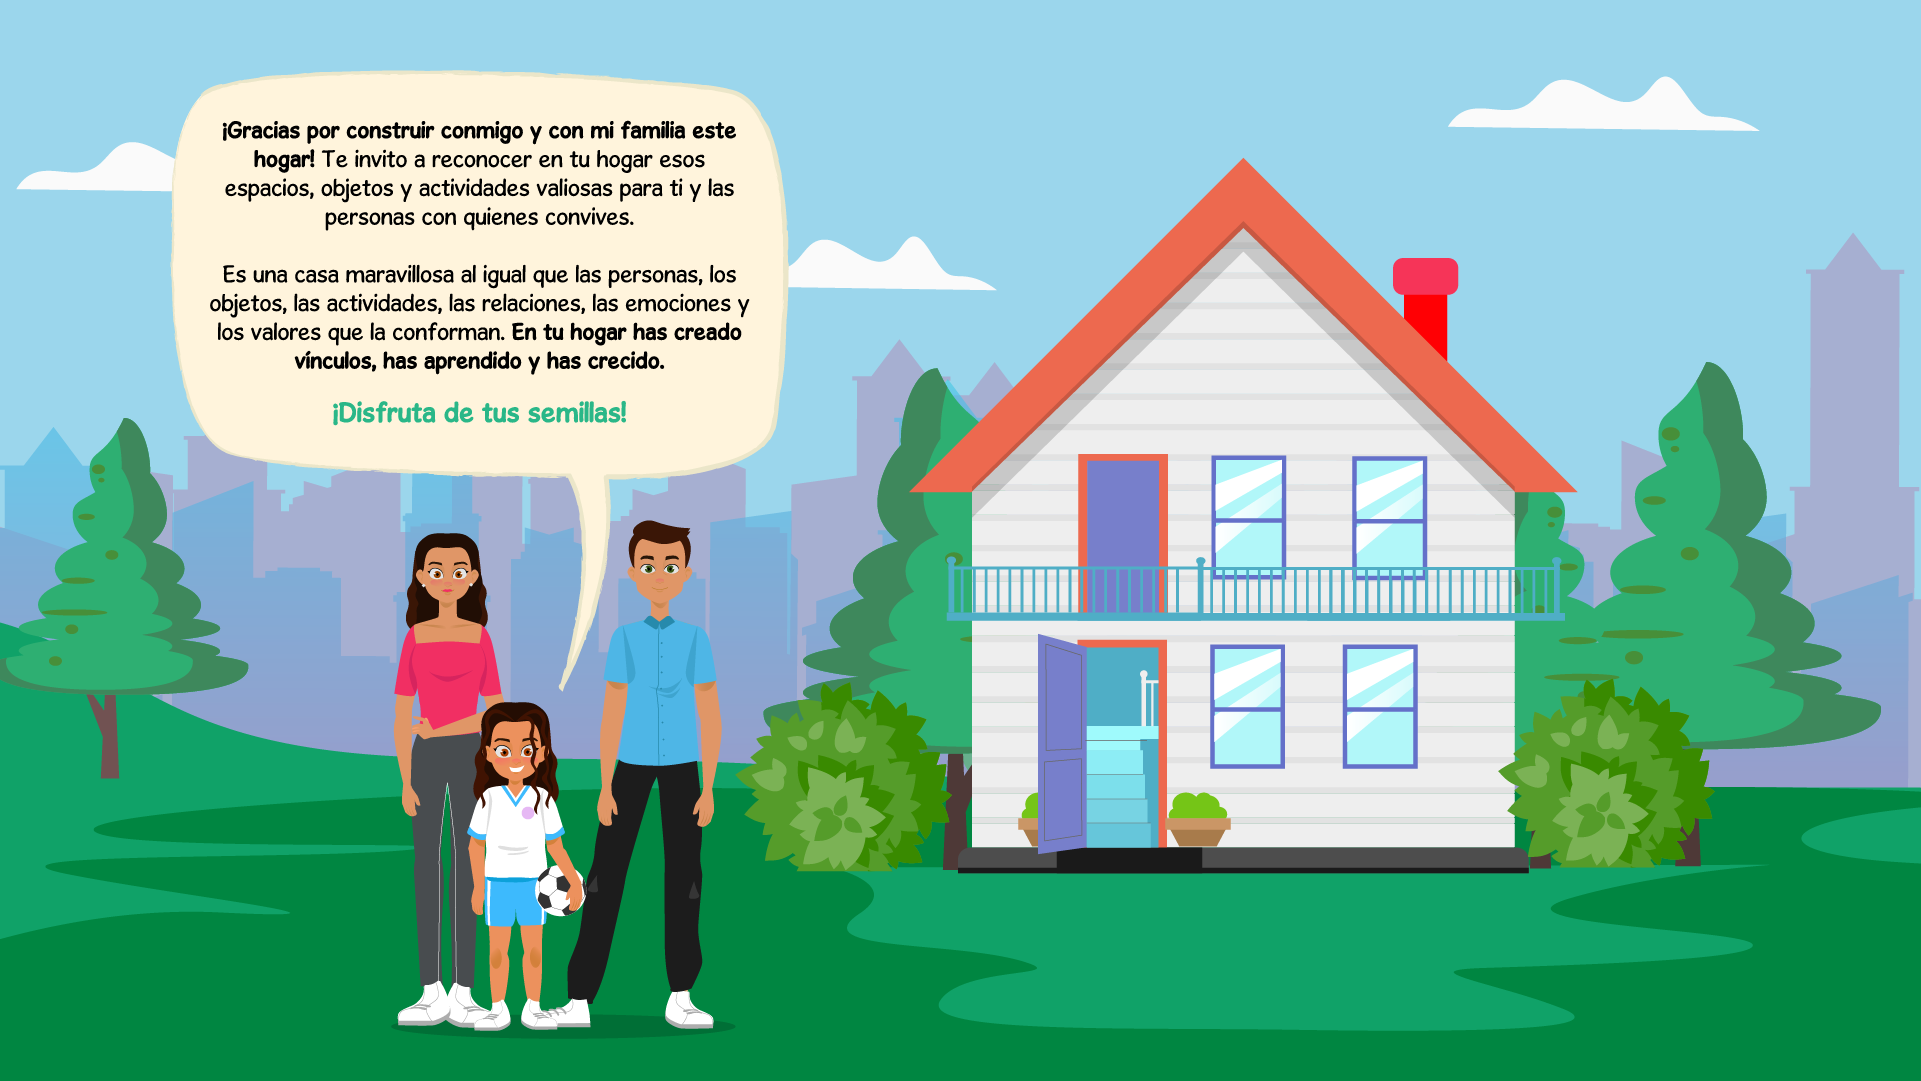 ¡Gracias por construir conmigo y con mi familia este
hogar! Te invito a reconocer en tu hogar esos
espacios, objetos y actividades valiosas para ti y las
personas con quienes convives.
Es una casa maravillosa al igual que las personas, los
objetos, las actividades, las relaciones, las emociones y
los valores que la conforman. En tu hogar has creado
vínculos, has aprendido y has crecido.
¡Disfruta de tus semillas!